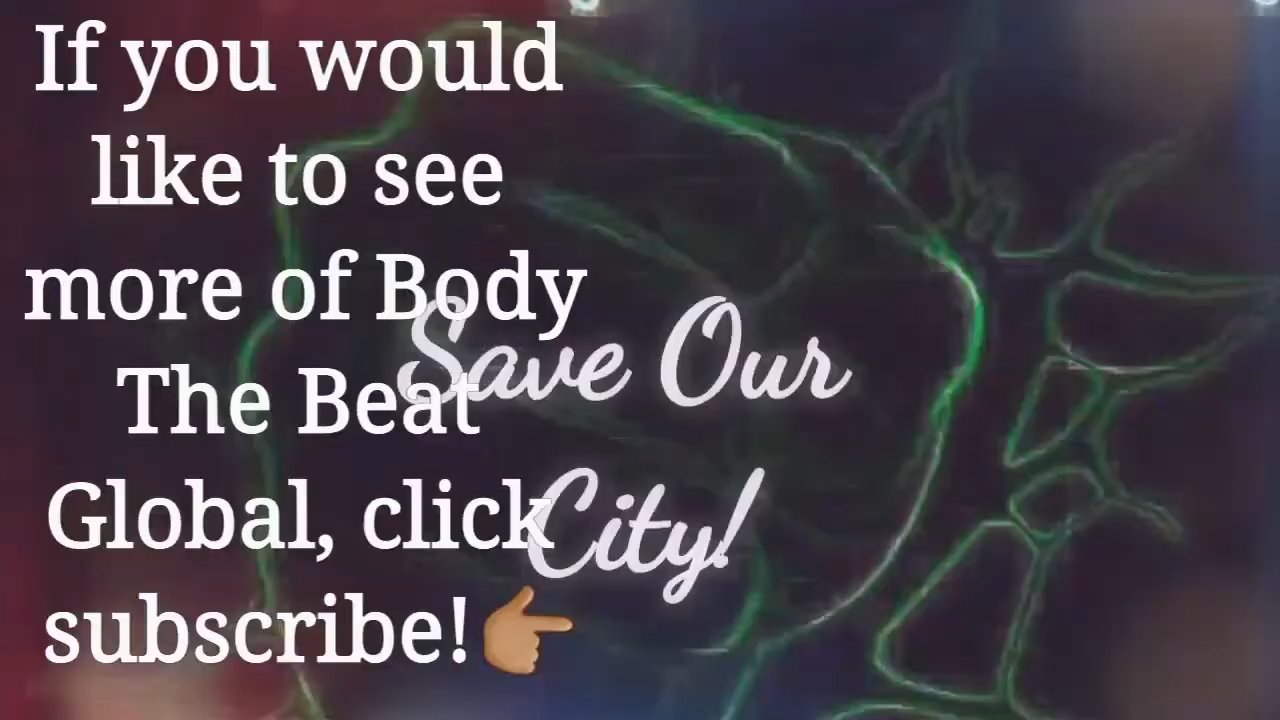 If you would
like to see
more of Body
The Beat
Global, click
subscribe!👉🏽
Save Our
City!